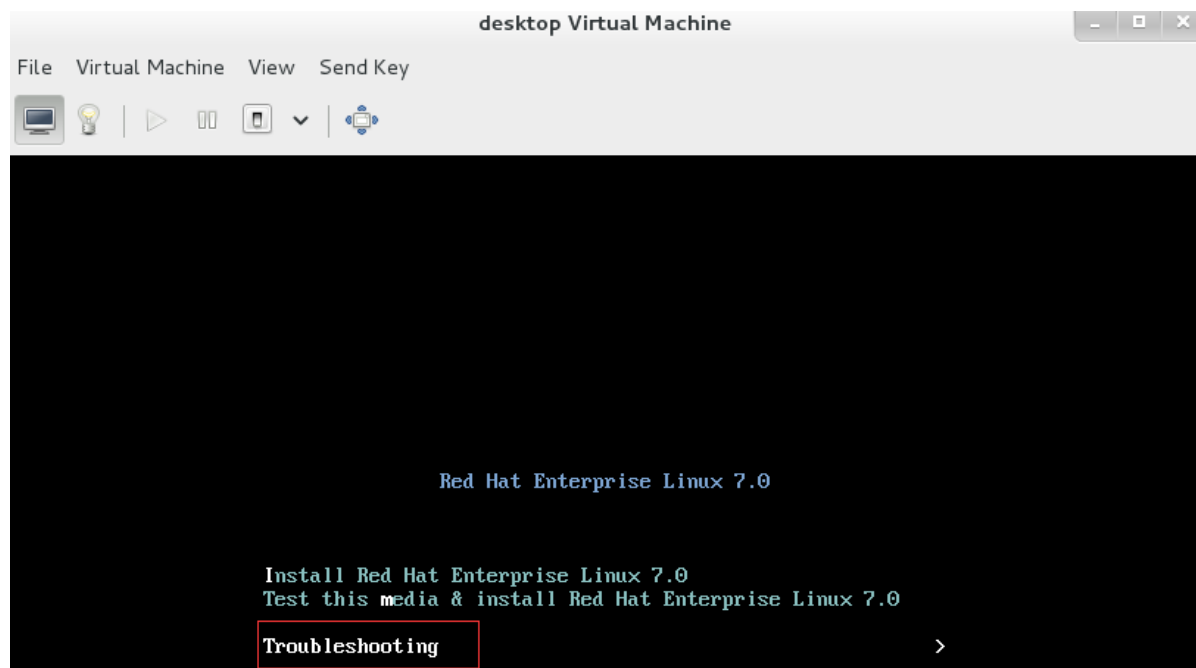 desktop Virtual Machine
File Virtual Machine View Send Key
Red Hat Enterprise Linux 7.0
Install Red Hat Enterprise Linux 7.0
Test this media & install Red Hat Enterprise Linux 7.0
Troubleshooting >